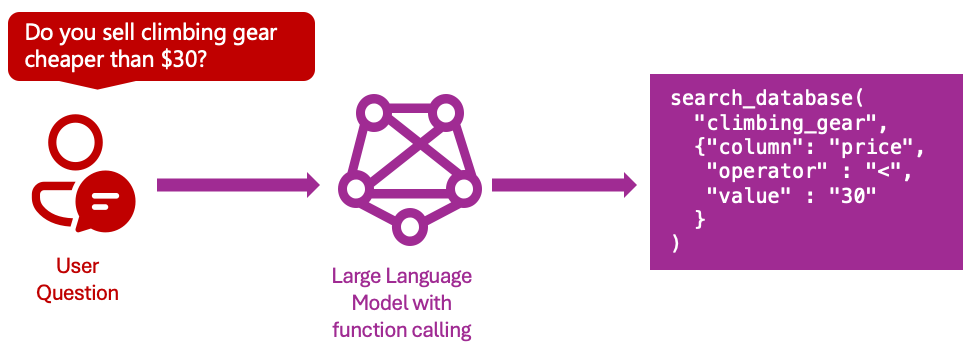 Do you sell climbing gear
cheaper than $30?
User
Question
Large Language
Model with
function calling
search_database(
  "climbing_gear",
  {"column": "price",
   "operator" : "<",
   "value" : "30"
  }
)